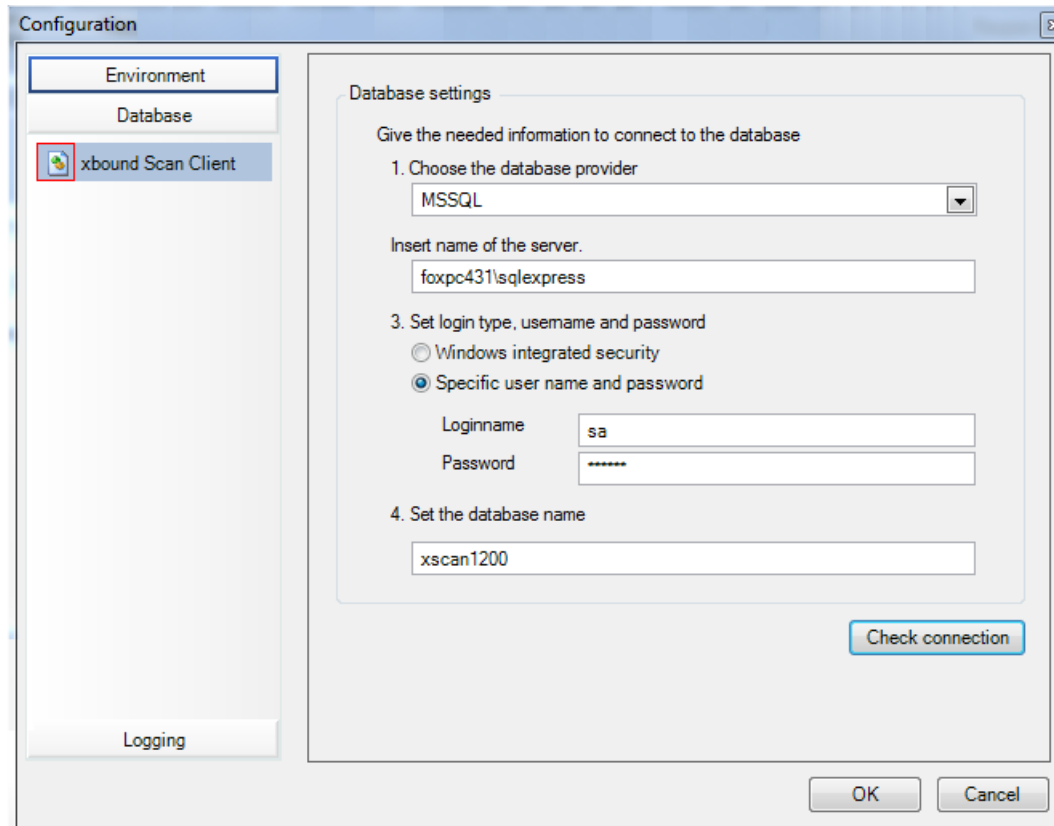 Configuration
Environment
Database
xbound Scan Client
Logging
Database settings
Give the needed information to connect to the database
1. Choose the database provider
MSSQL
Insert name of the server.
foxpc431\sqlexpress
3. Set login type, username and password
Windows integrated security
Specific user name and password
Loginname
sa
Password
••••••
4. Set the database name
xscan1200
Check connection
OK
Cancel